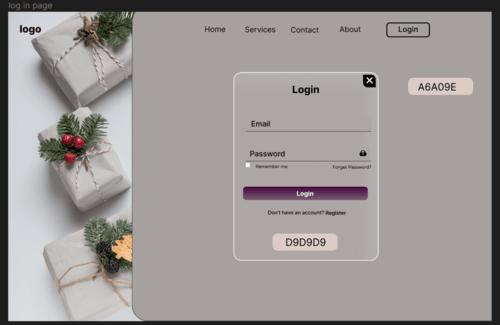 log in page
logo
Home
Services
Contact
About
Login
Login
A6A09E
Email
Password
Remember me
. Forget Password?
Login
Don't have an account? Register
D9D9D9